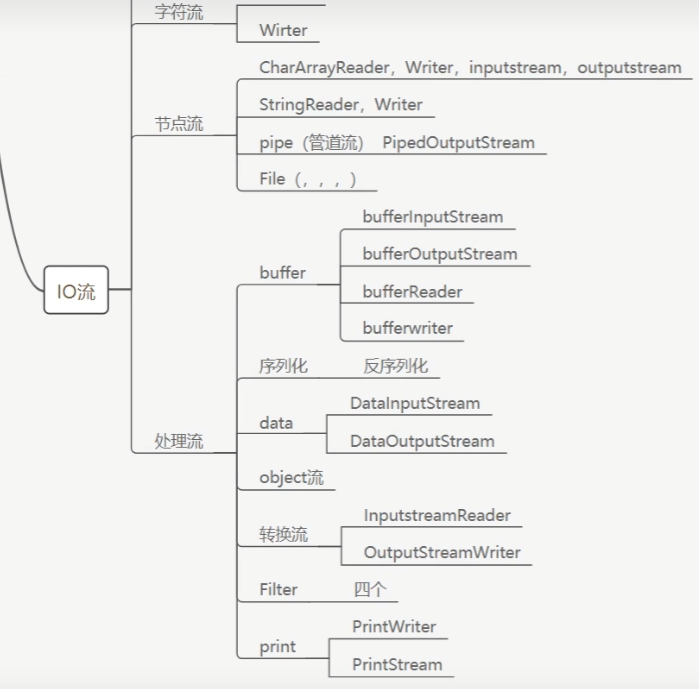 字符流
Wirter
CharArrayReader，Writer，inputstream，outputstream
StringReader，Writer
节点流
pipe（管道流） PipedOutputStream
File（，，，）
bufferInputStream
bufferOutputStream
buffer
IO流
bufferReader
bufferwriter
序列化 反序列化
DataInputStream
data
处理流
DataOutputStream
object流
InputstreamReader
转换流
OutputStreamWriter
Filter 四个
PrintWriter
print
PrintStream